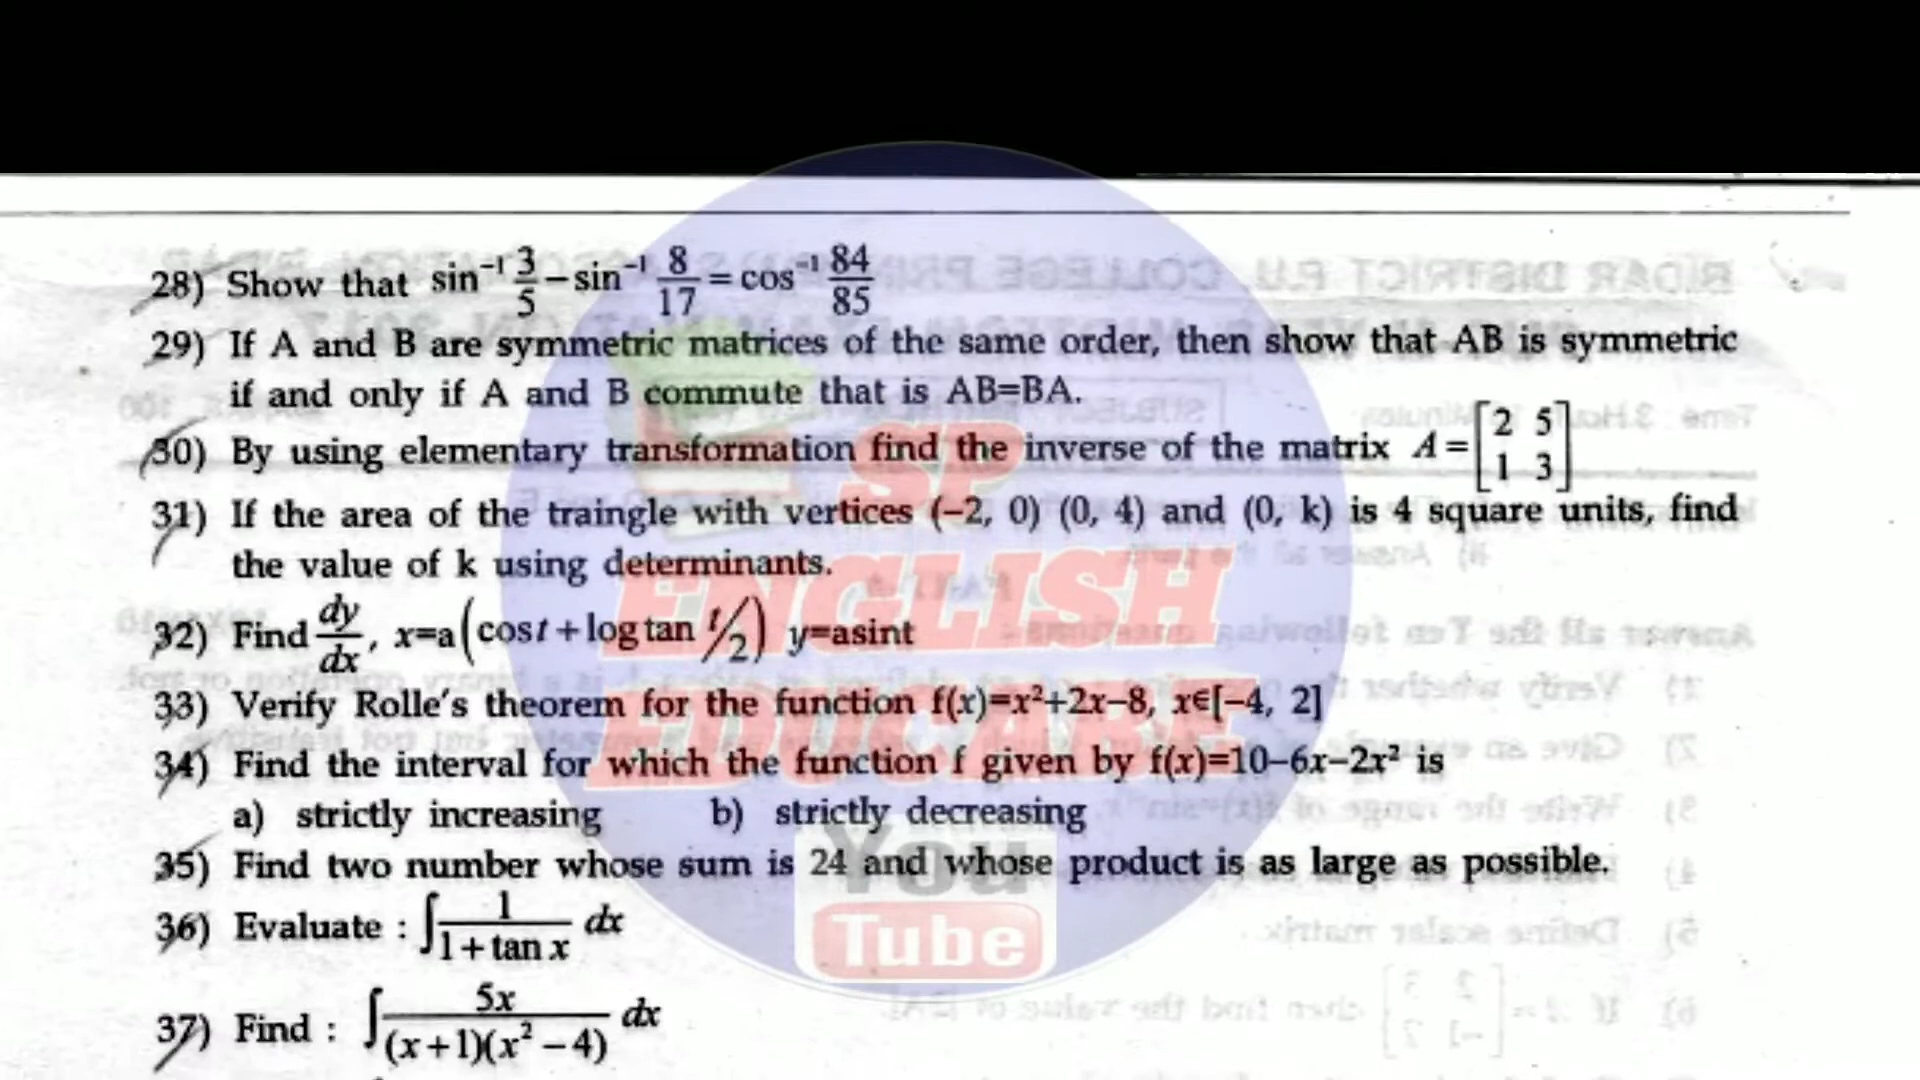 28) Show that sin⁻¹ 3/5 − sin⁻¹ 8/17 = cos⁻¹ 84/85
29) If A and B are symmetric matrices of the same order, then show that AB is symmetric
if and only if A and B commute that is AB=BA.
30) By using elementary transformation find the inverse of the matrix A = [2 5; 1 3]
31) If the area of the traingle with vertices (−2, 0) (0, 4) and (0, k) is 4 square units, find
the value of k using determinants.
32) Find dy/dx, x=a(cos t + log tan t/2) y=asint
33) Verify Rolle's theorem for the function f(x)=x²+2x−8, x∈[−4, 2]
34) Find the interval for which the function f given by f(x)=10−6x−2x² is
a) strictly increasing b) strictly decreasing
35) Find two number whose sum is 24 and whose product is as large as possible.
36) Evaluate : ∫ 1/(1 + tan x) dx
37) Find : ∫ 5x/((x+1)(x² − 4)) dx
SP
ENGLISH
EDUCARE
You
Tube